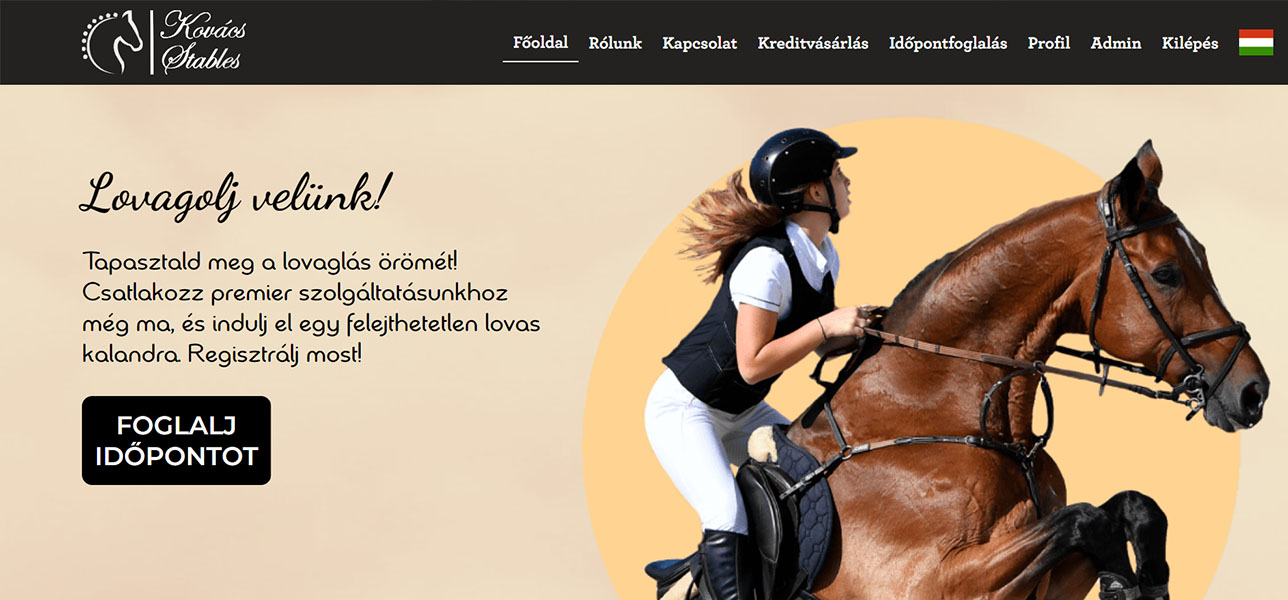 Kovács
Stables
Főoldal Rólunk Kapcsolat Kreditvásárlás Időpontfoglalás Profil Admin Kilépés
Lovagolj velünk!
Tapasztald meg a lovaglás örömét!
Csatlakozz premier szolgáltatásunkhoz
még ma, és indulj el egy felejthetetlen lovas
kalandra. Regisztrálj most!
FOGLALJ
IDŐPONTOT